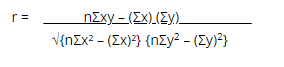 r = nΣxy – (Σx) (Σy)
√{nΣx² – (Σx)²} {nΣy² – (Σy)²}